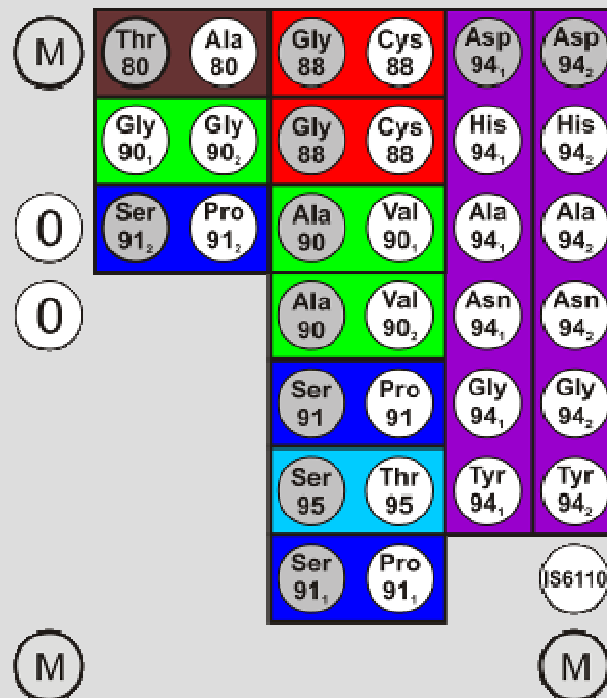 M
Thr
80
Ala
80
Gly
88
Cys
88
Asp
94₁
Asp
94₂
Gly
90₁
Gly
90₂
Gly
88
Cys
88
His
94₁
His
94₂
0
Ser
91₂
Pro
91₂
Ala
90
Val
90₁
Ala
94₁
Ala
94₂
0
Ala
90
Val
90₂
Asn
94₁
Asn
94₂
Ser
91
Pro
91
Gly
94₁
Gly
94₂
Ser
95
Thr
95
Tyr
94₁
Tyr
94₂
Ser
91₁
Pro
91₁
IS6110
M
M